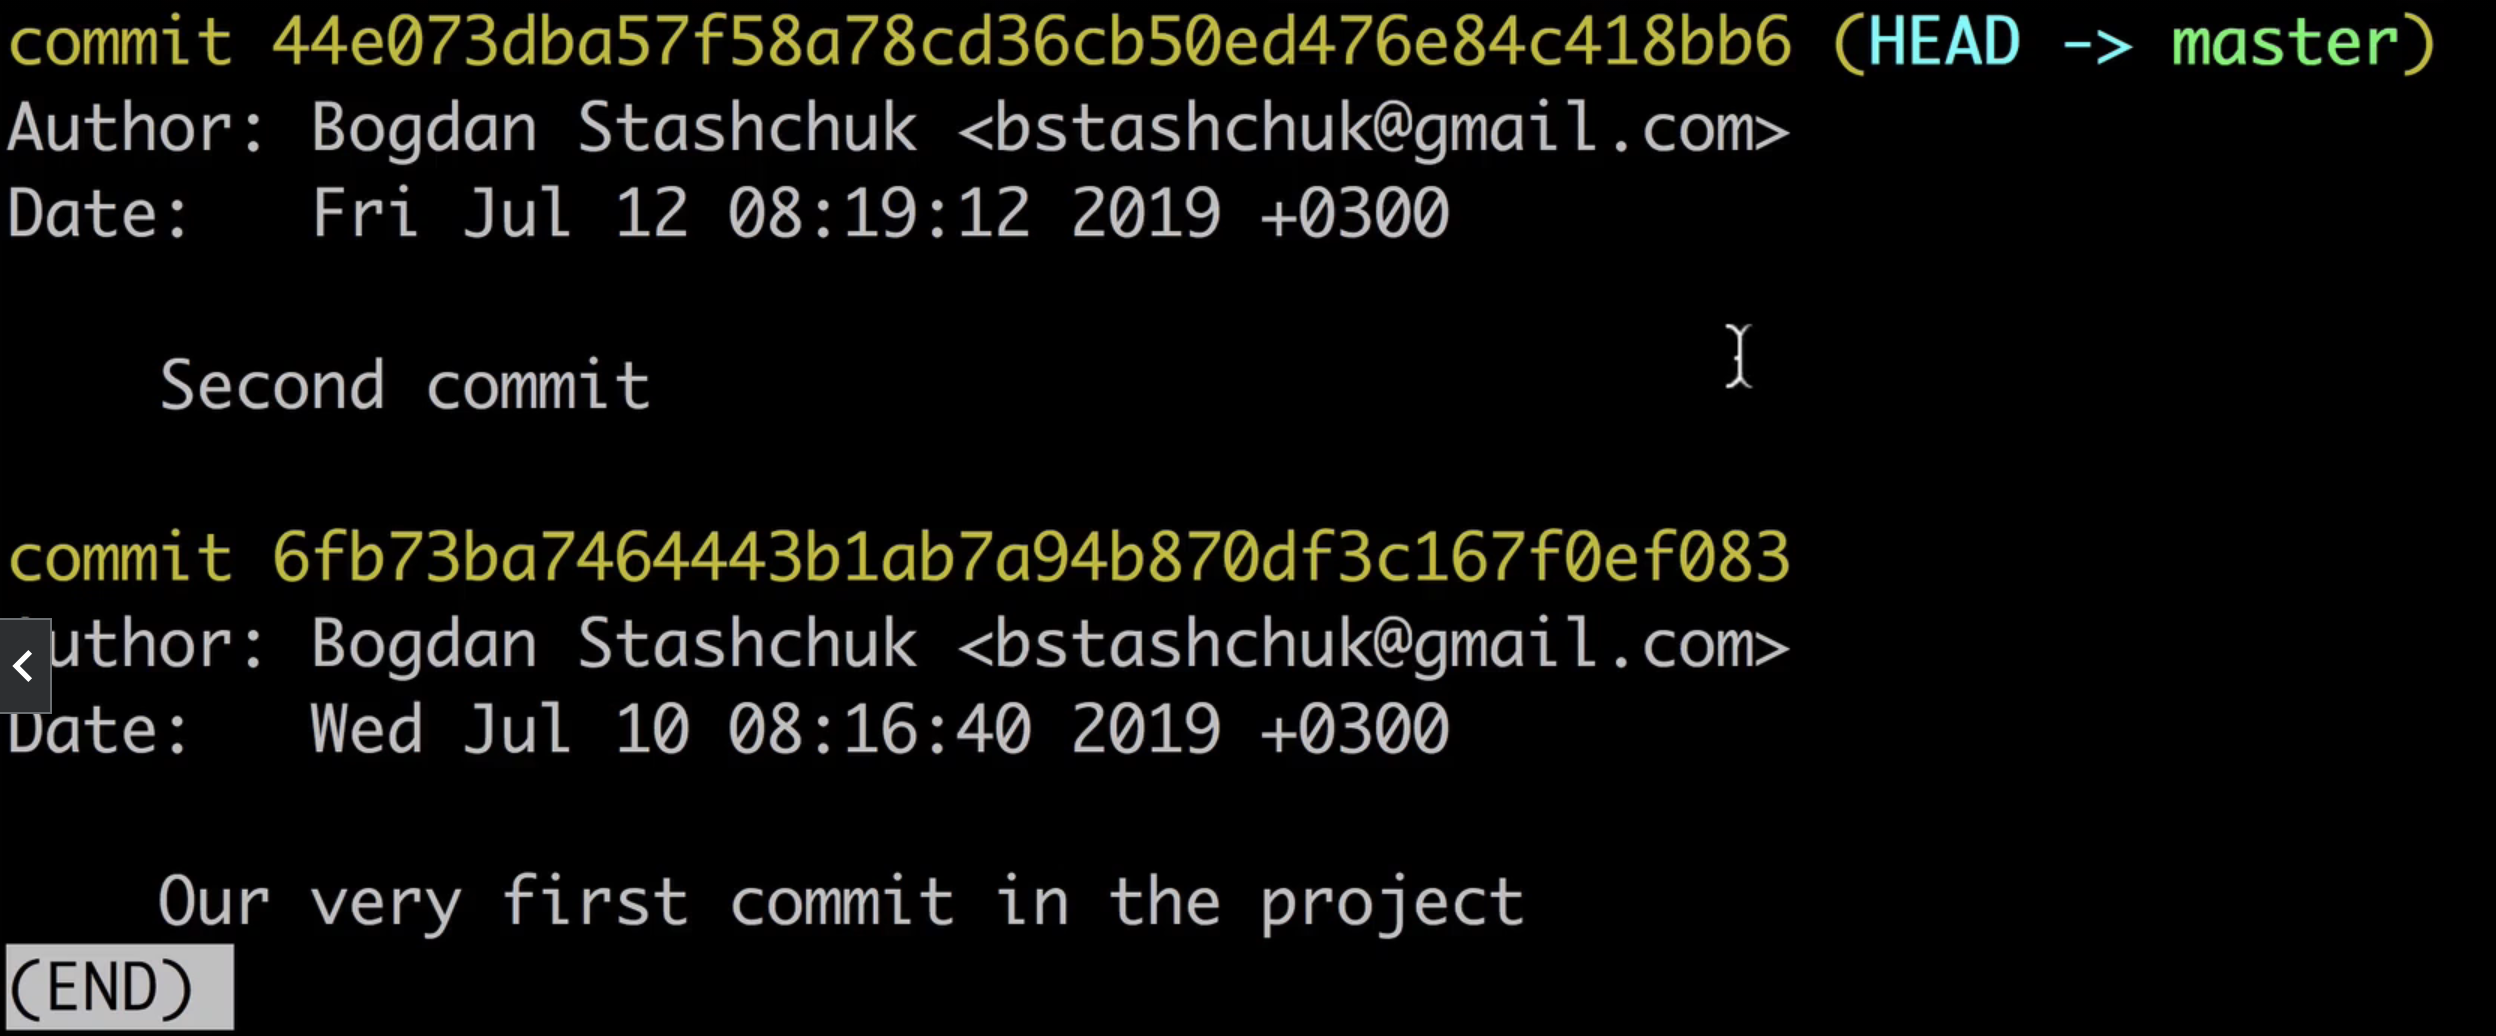 commit 44e073dba57f58a78cd36cb50ed476e84c418bb6 (HEAD -> master)
Author: Bogdan Stashchuk <bstashchuk@gmail.com>
Date:   Fri Jul 12 08:19:12 2019 +0300
Second commit
commit 6fb73ba7464443b1ab7a94b870df3c167f0ef083
Author: Bogdan Stashchuk <bstashchuk@gmail.com>
Date:   Wed Jul 10 08:16:40 2019 +0300
Our very first commit in the project
(END)